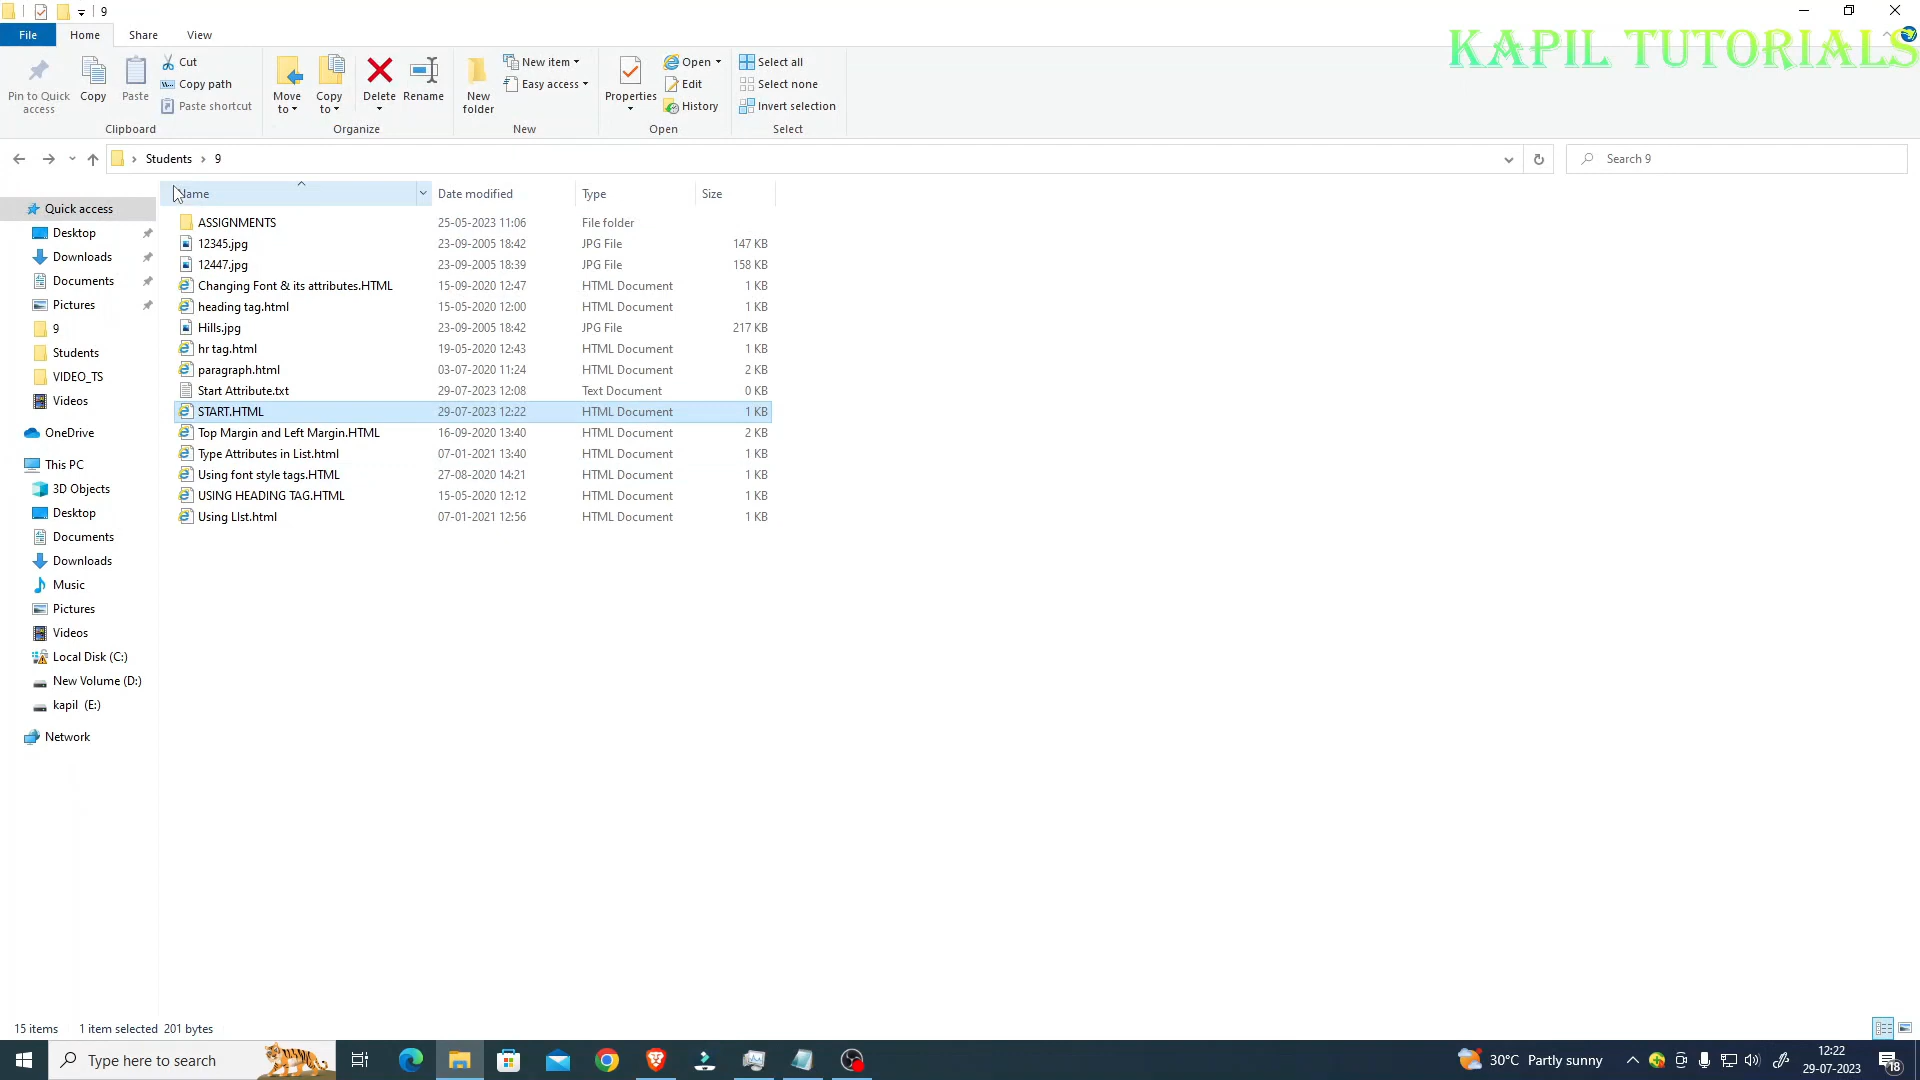 9
File Home Share View
KAPIL TUTORIALS
Pin to Quick access
Copy
Paste
Cut
Copy path
Paste shortcut
Move to
Copy to
Delete
Rename
New folder
New item
Easy access
Properties
Open
Edit
History
Select all
Select none
Invert selection
Clipboard Organize New Open Select
Students 9
Search 9
Name Date modified Type Size
ASSIGNMENTS 25-05-2023 11:06 File folder
12345.jpg 23-09-2005 18:42 JPG File 147 KB
12447.jpg 23-09-2005 18:39 JPG File 158 KB
Changing Font & its attributes.HTML 15-09-2020 12:47 HTML Document 1 KB
heading tag.html 15-05-2020 12:00 HTML Document 1 KB
Hills.jpg 23-09-2005 18:42 JPG File 217 KB
hr tag.html 19-05-2020 12:43 HTML Document 1 KB
paragraph.html 03-07-2020 11:24 HTML Document 2 KB
Start Attribute.txt 29-07-2023 12:08 Text Document 0 KB
START.HTML 29-07-2023 12:22 HTML Document 1 KB
Top Margin and Left Margin.HTML 16-09-2020 13:40 HTML Document 2 KB
Type Attributes in List.html 07-01-2021 13:40 HTML Document 1 KB
Using font style tags.HTML 27-08-2020 14:21 HTML Document 1 KB
USING HEADING TAG.HTML 15-05-2020 12:12 HTML Document 1 KB
Using LIst.html 07-01-2021 12:56 HTML Document 1 KB
Quick access
Desktop
Downloads
Documents
Pictures
9
Students
VIDEO_TS
Videos
OneDrive
This PC
3D Objects
Desktop
Documents
Downloads
Music
Pictures
Videos
Local Disk (C:)
New Volume (D:)
kapil (E:)
Network
15 items 1 item selected 201 bytes
Type here to search
30°C Partly sunny
12:22
29-07-2023
18